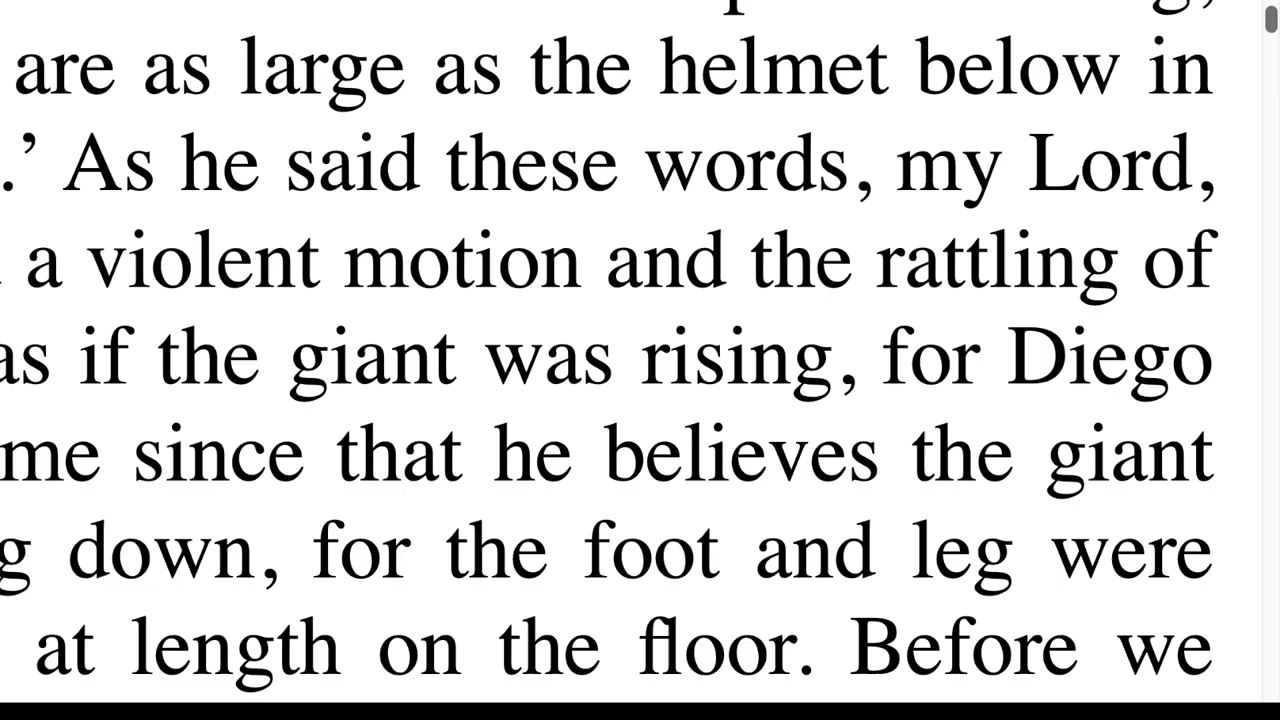 are as large as the helmet below in
.’ As he said these words, my Lord,
a violent motion and the rattling of
as if the giant was rising, for Diego
me since that he believes the giant
g down, for the foot and leg were
at length on the floor. Before we